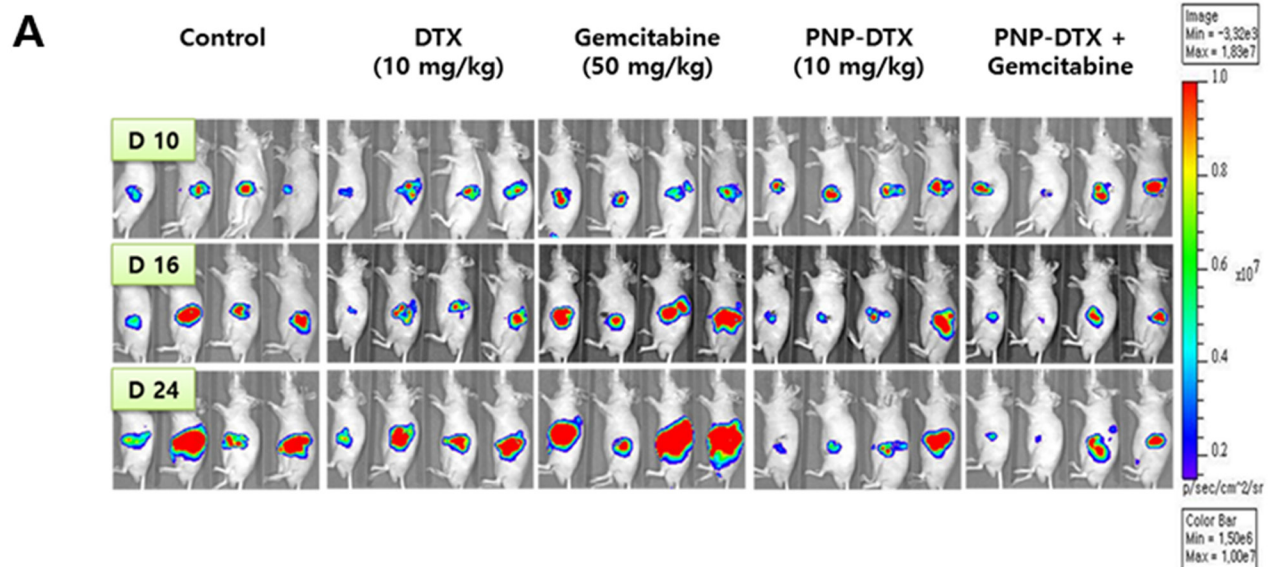 A
Control
DTX
(10 mg/kg)
Gemcitabine
(50 mg/kg)
PNP-DTX
(10 mg/kg)
PNP-DTX +
Gemcitabine
D 10
D 16
D 24
Image
Min = -3,32e3
Max = 1,83e7
1.0
0.8
0.6
x10^7
0.4
0.2
p/sec/cm^2/sr
Color Bar
Min = 1,50e6
Max = 1,00e7